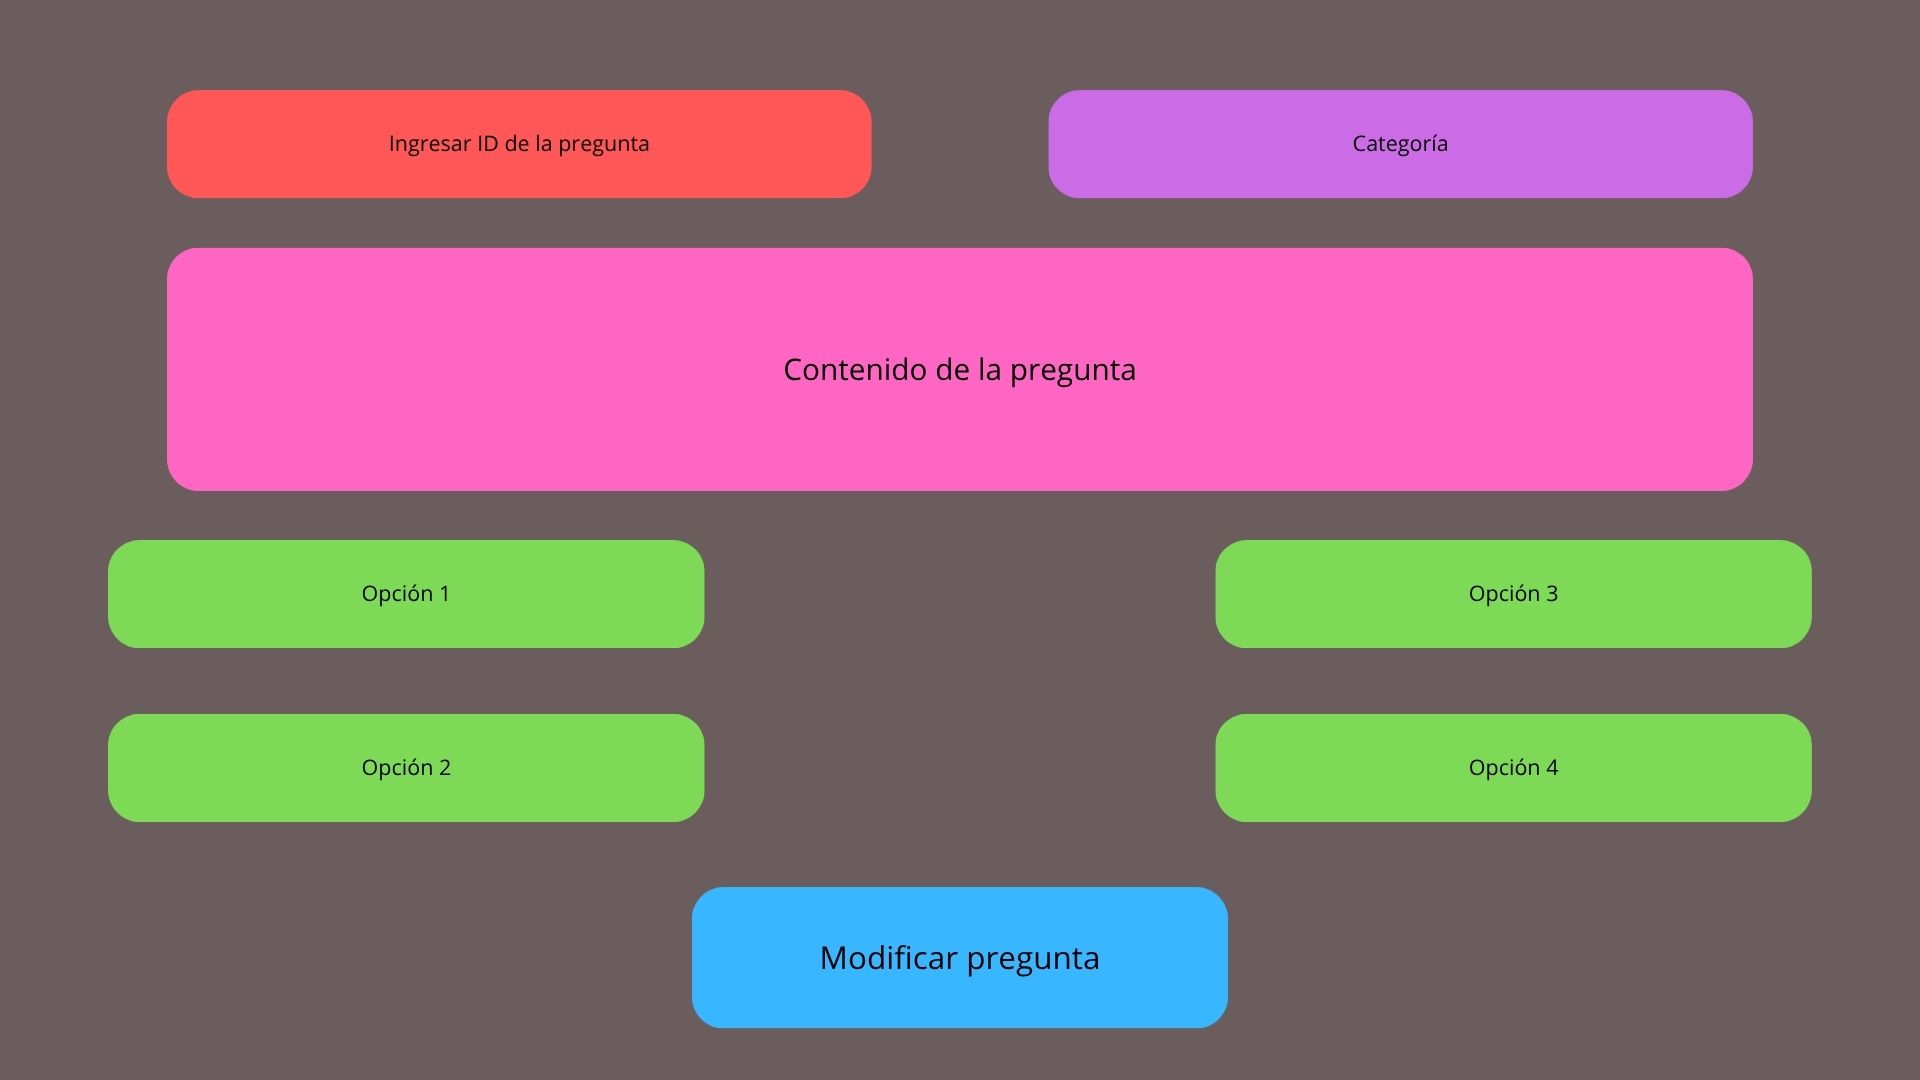 Ingresar ID de la pregunta
Categoría
Contenido de la pregunta
Opción 1
Opción 3
Opción 2
Opción 4
Modificar pregunta